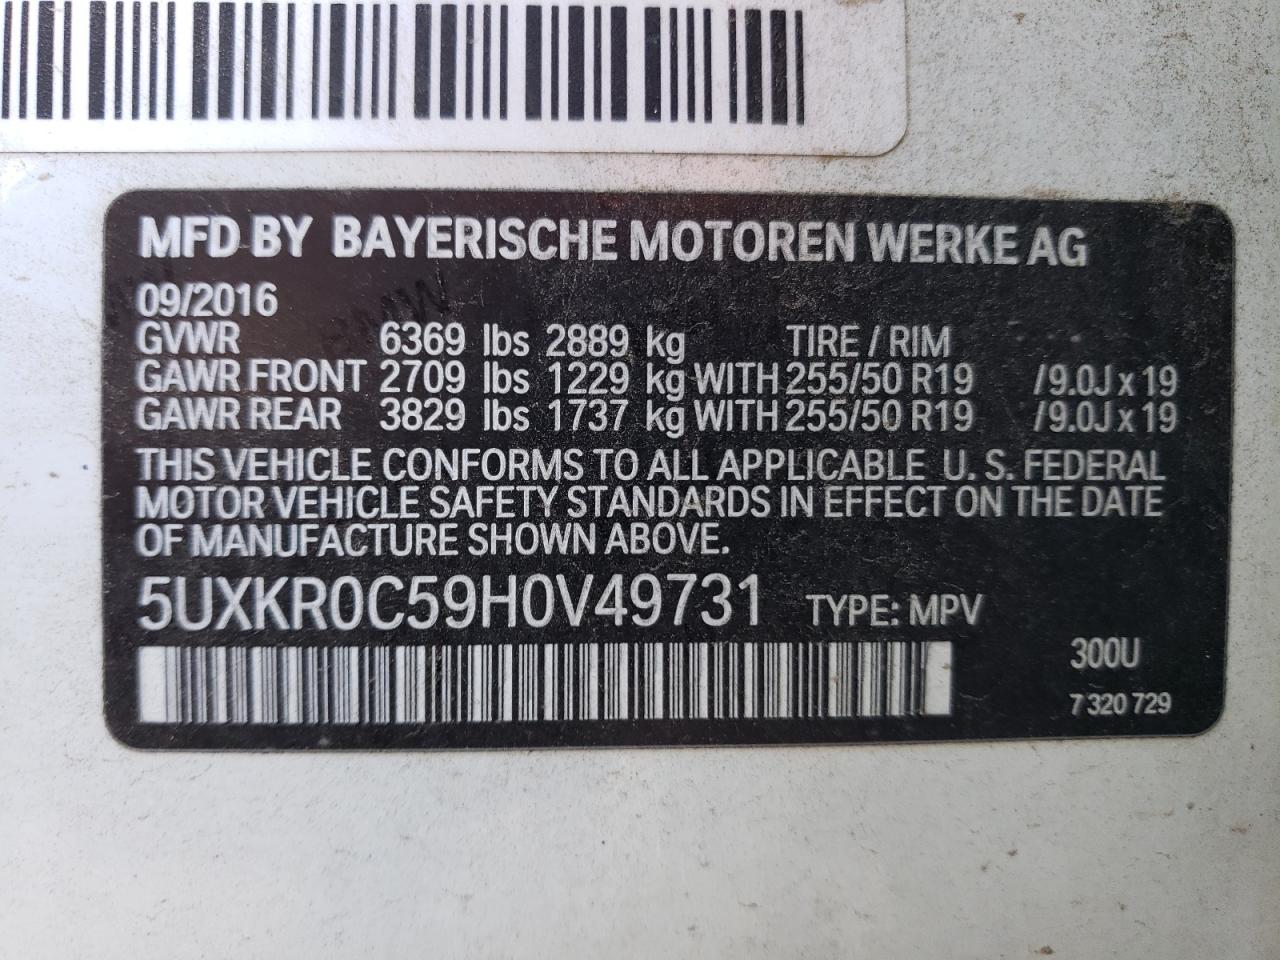 MFD BY BAYERISCHE MOTOREN WERKE AG
09/2016
GVWR 6369 lbs 2889 kg TIRE / RIM
GAWR FRONT 2709 lbs 1229 kg WITH 255/50 R19 /9.0J x 19
GAWR REAR 3829 lbs 1737 kg WITH 255/50 R19 /9.0J x 19
THIS VEHICLE CONFORMS TO ALL APPLICABLE U. S. FEDERAL
MOTOR VEHICLE SAFETY STANDARDS IN EFFECT ON THE DATE
OF MANUFACTURE SHOWN ABOVE.
5UXKR0C59H0V49731 TYPE: MPV
300U
7 320 729